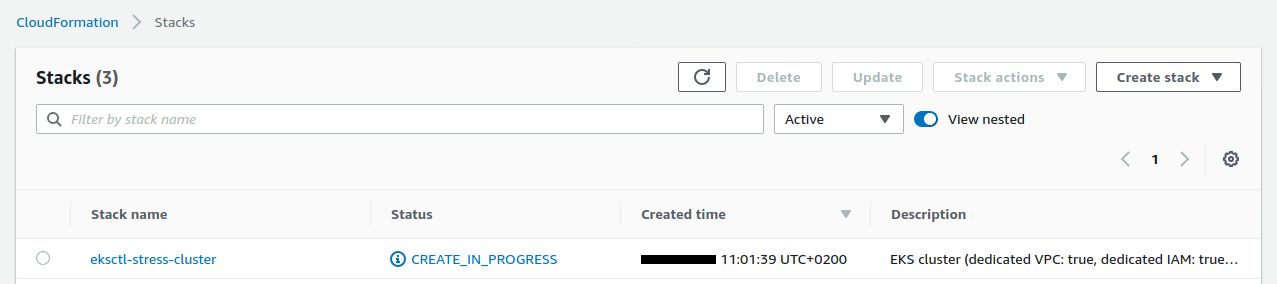 CloudFormation > Stacks
Stacks (3)
Delete
Update
Stack actions
Create stack
Filter by stack name
Active
View nested
1
Stack name Status Created time Description
eksctl-stress-cluster CREATE_IN_PROGRESS 11:01:39 UTC+0200 EKS cluster (dedicated VPC: true, dedicated IAM: true…